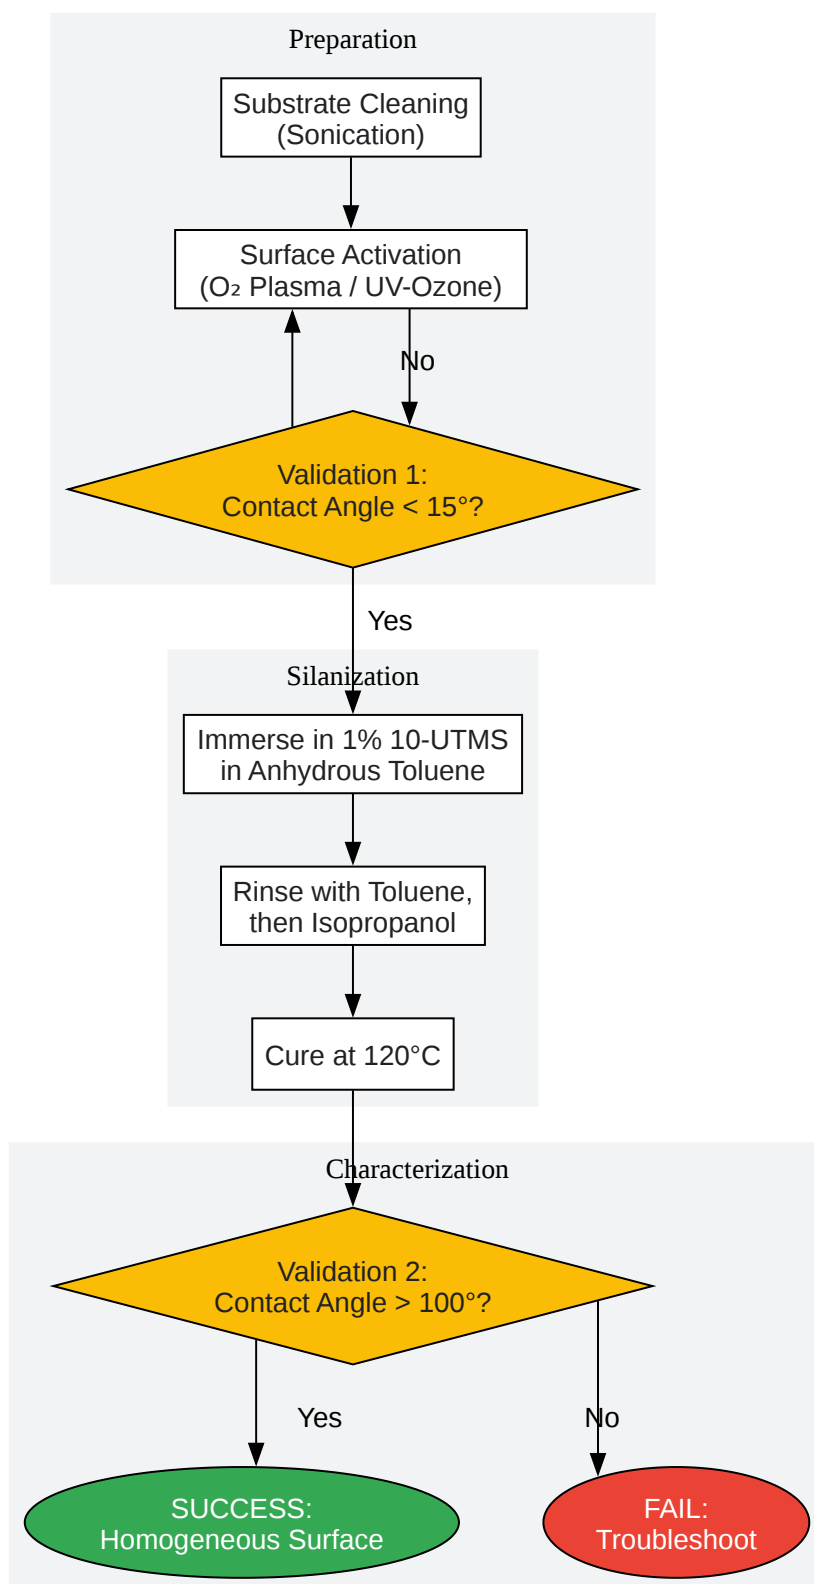 Preparation
Substrate Cleaning
(Sonication)
Surface Activation
(O₂ Plasma / UV-Ozone)
No
Validation 1:
Contact Angle < 15°?
Yes
Silanization
Immerse in 1% 10-UTMS
in Anhydrous Toluene
Rinse with Toluene,
then Isopropanol
Cure at 120°C
Characterization
Validation 2:
Contact Angle > 100°?
Yes
No
SUCCESS:
Homogeneous Surface
FAIL:
Troubleshoot